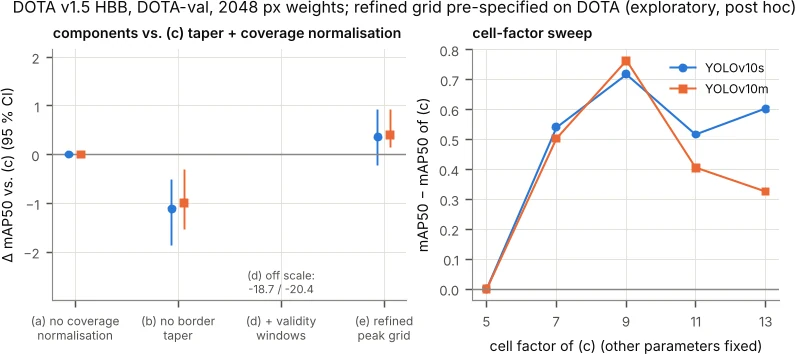 DOTA v1.5 HBB, DOTA-val, 2048 px weights; refined grid pre-specified on DOTA (exploratory, post hoc)
components vs. (c) taper + coverage normalisation
Δ mAP50 vs. (c) (95 % CI)
2
1
0
−1
−2
(d) off scale:
-18.7 / -20.4
(a) no coverage
normalisation
(b) no border
taper
(d) + validity
windows
(e) refined
peak grid
cell-factor sweep
mAP50 − mAP50 of (c)
0.8
0.7
0.6
0.5
0.4
0.3
0.2
0.1
0.0
YOLOv10s
YOLOv10m
5
7
9
11
13
cell factor of (c) (other parameters fixed)